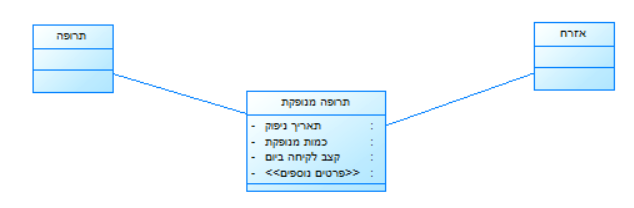 אזרח
תרופה
תרופה מנופקת
- תאריך ניפוק :
- כמות מנופקת :
- קצב לקיחה ביום :
- <<פרטים נוספים>> :